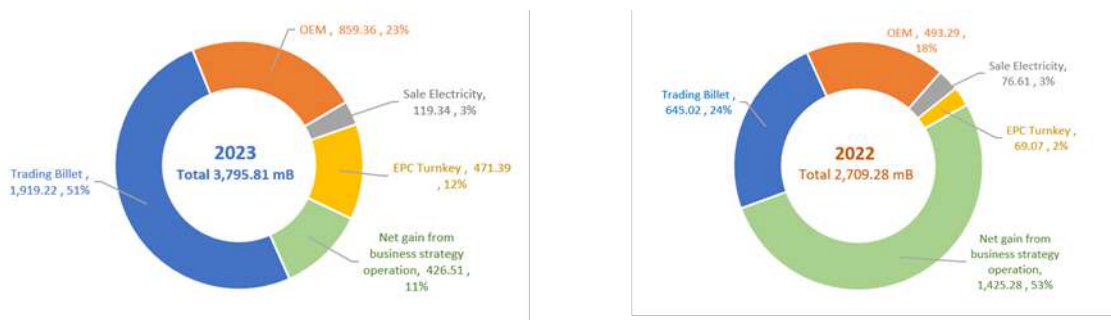 OEM , 859.36 , 23%
Sale Electricity,
119.34 , 3%
EPC Turnkey , 471.39
, 12%
Net gain from
business strategy
operation, 426.51 ,
11%
Trading Billet ,
1,919.22 , 51%
2023
Total 3,795.81 mB
OEM , 493.29 ,
18%
Sale Electricity,
76.61 , 3%
EPC Turnkey ,
69.07 , 2%
Net gain from
business strategy
operation,
1,425.28 , 53%
Trading Billet ,
645.02 , 24%
2022
Total 2,709.28 mB